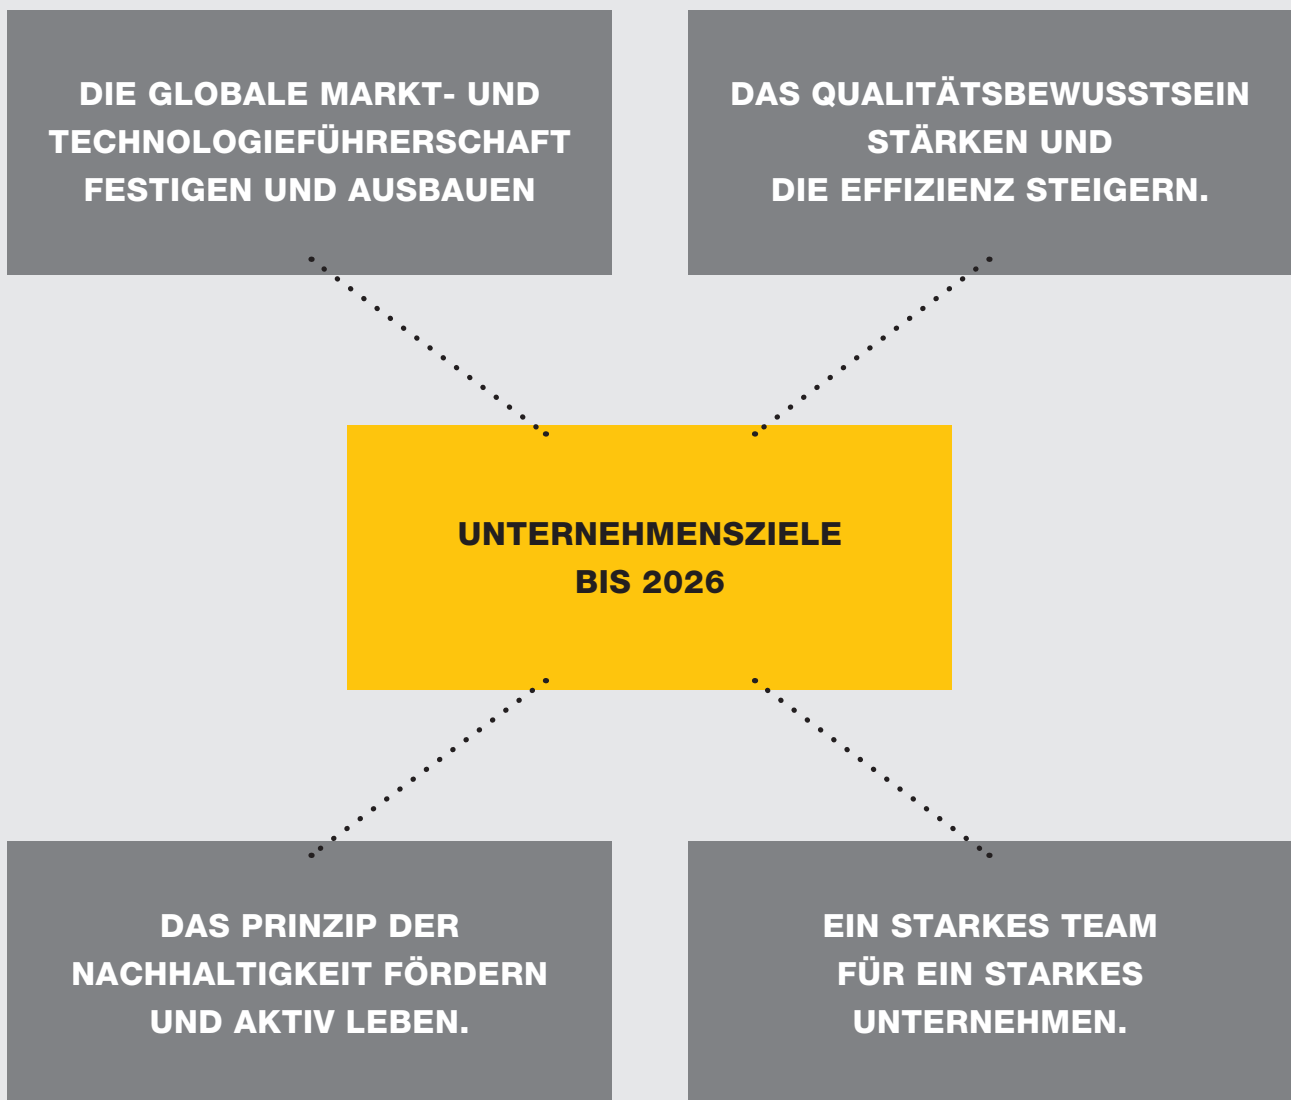 DIE GLOBALE MARKT- UND
TECHNOLOGIEFÜHRERSCHAFT
FESTIGEN UND AUSBAUEN
DAS QUALITÄTSBEWUSSTSEIN
STÄRKEN UND
DIE EFFIZIENZ STEIGERN.
UNTERNEHMENSZIELE
BIS 2026
DAS PRINZIP DER
NACHHALTIGKEIT FÖRDERN
UND AKTIV LEBEN.
EIN STARKES TEAM
FÜR EIN STARKES
UNTERNEHMEN.